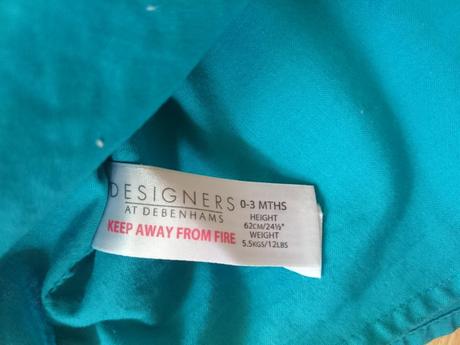 DESIGNERS
AT DEBENHAMS
KEEP AWAY FROM FIRE
0-3 MTHS
HEIGHT
62CM/24½"
WEIGHT
5.5KGS/12LBS